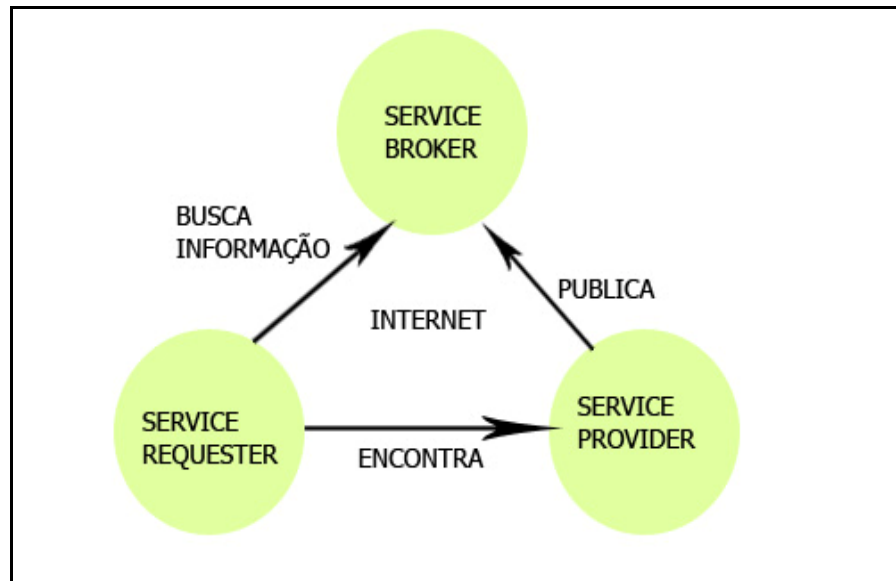 SERVICE
BROKER
BUSCA
INFORMAÇÃO
PUBLICA
INTERNET
SERVICE
REQUESTER
ENCONTRA
SERVICE
PROVIDER